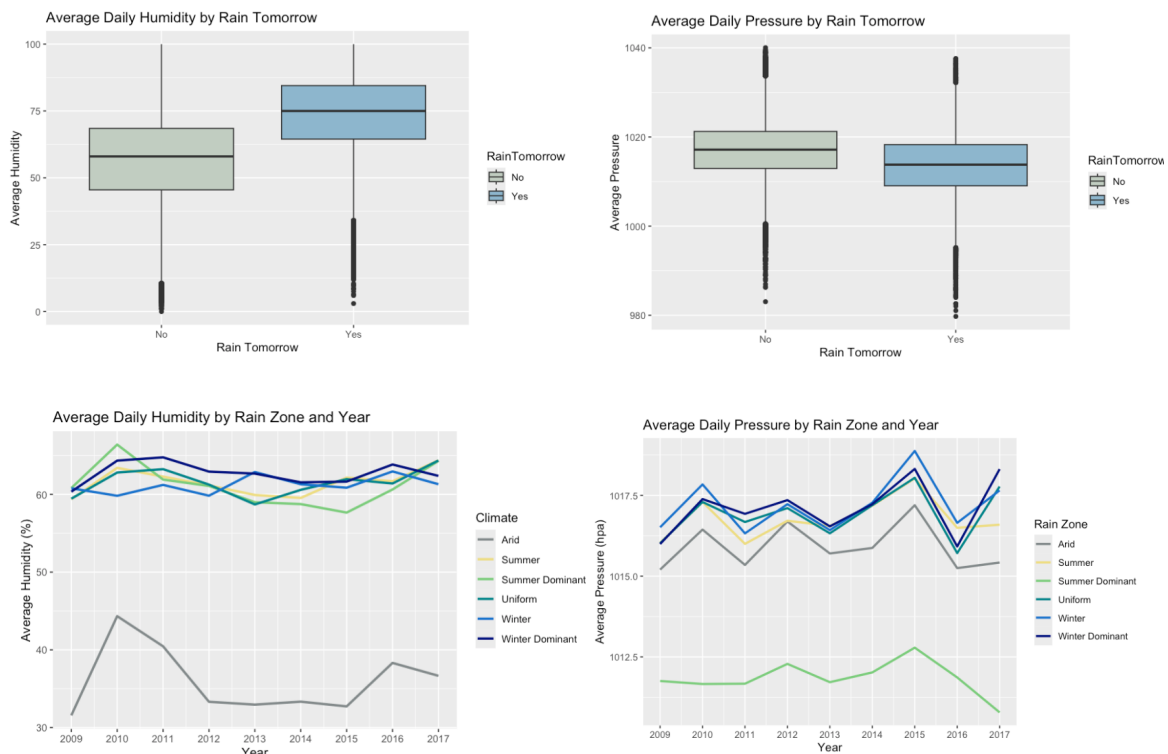 Average Daily Humidity by Rain Tomorrow
100
75
50
25
0
Average Humidity
No
Yes
Rain Tomorrow
RainTomorrow
No
Yes
Average Daily Pressure by Rain Tomorrow
1040
1020
1000
980
Average Pressure
No
Yes
Rain Tomorrow
RainTomorrow
No
Yes
Average Daily Humidity by Rain Zone and Year
60
50
40
30
Average Humidity (%)
2009 2010 2011 2012 2013 2014 2015 2016 2017
Year
Climate
Arid
Summer
Summer Dominant
Uniform
Winter
Winter Dominant
Average Daily Pressure by Rain Zone and Year
1017.5
1015.0
1012.5
Average Pressure (hpa)
2009 2010 2011 2012 2013 2014 2015 2016 2017
Year
Rain Zone
Arid
Summer
Summer Dominant
Uniform
Winter
Winter Dominant